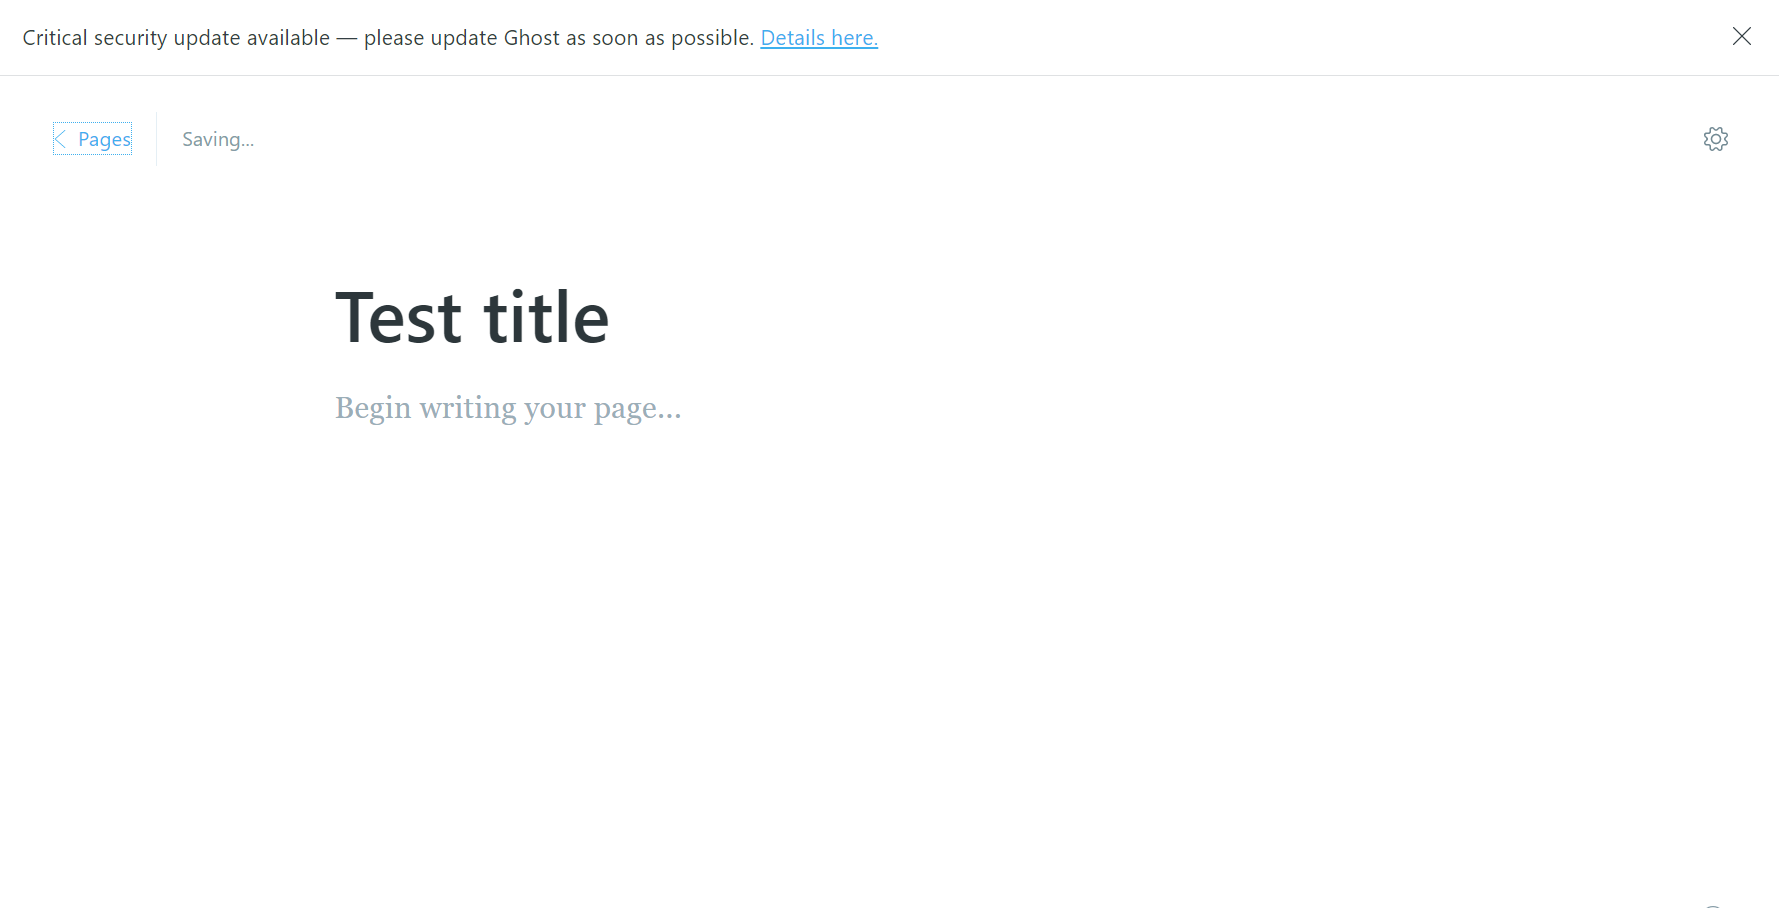 Critical security update available — please update Ghost as soon as possible. Details here.
Pages
Saving...
Test title
Begin writing your page...